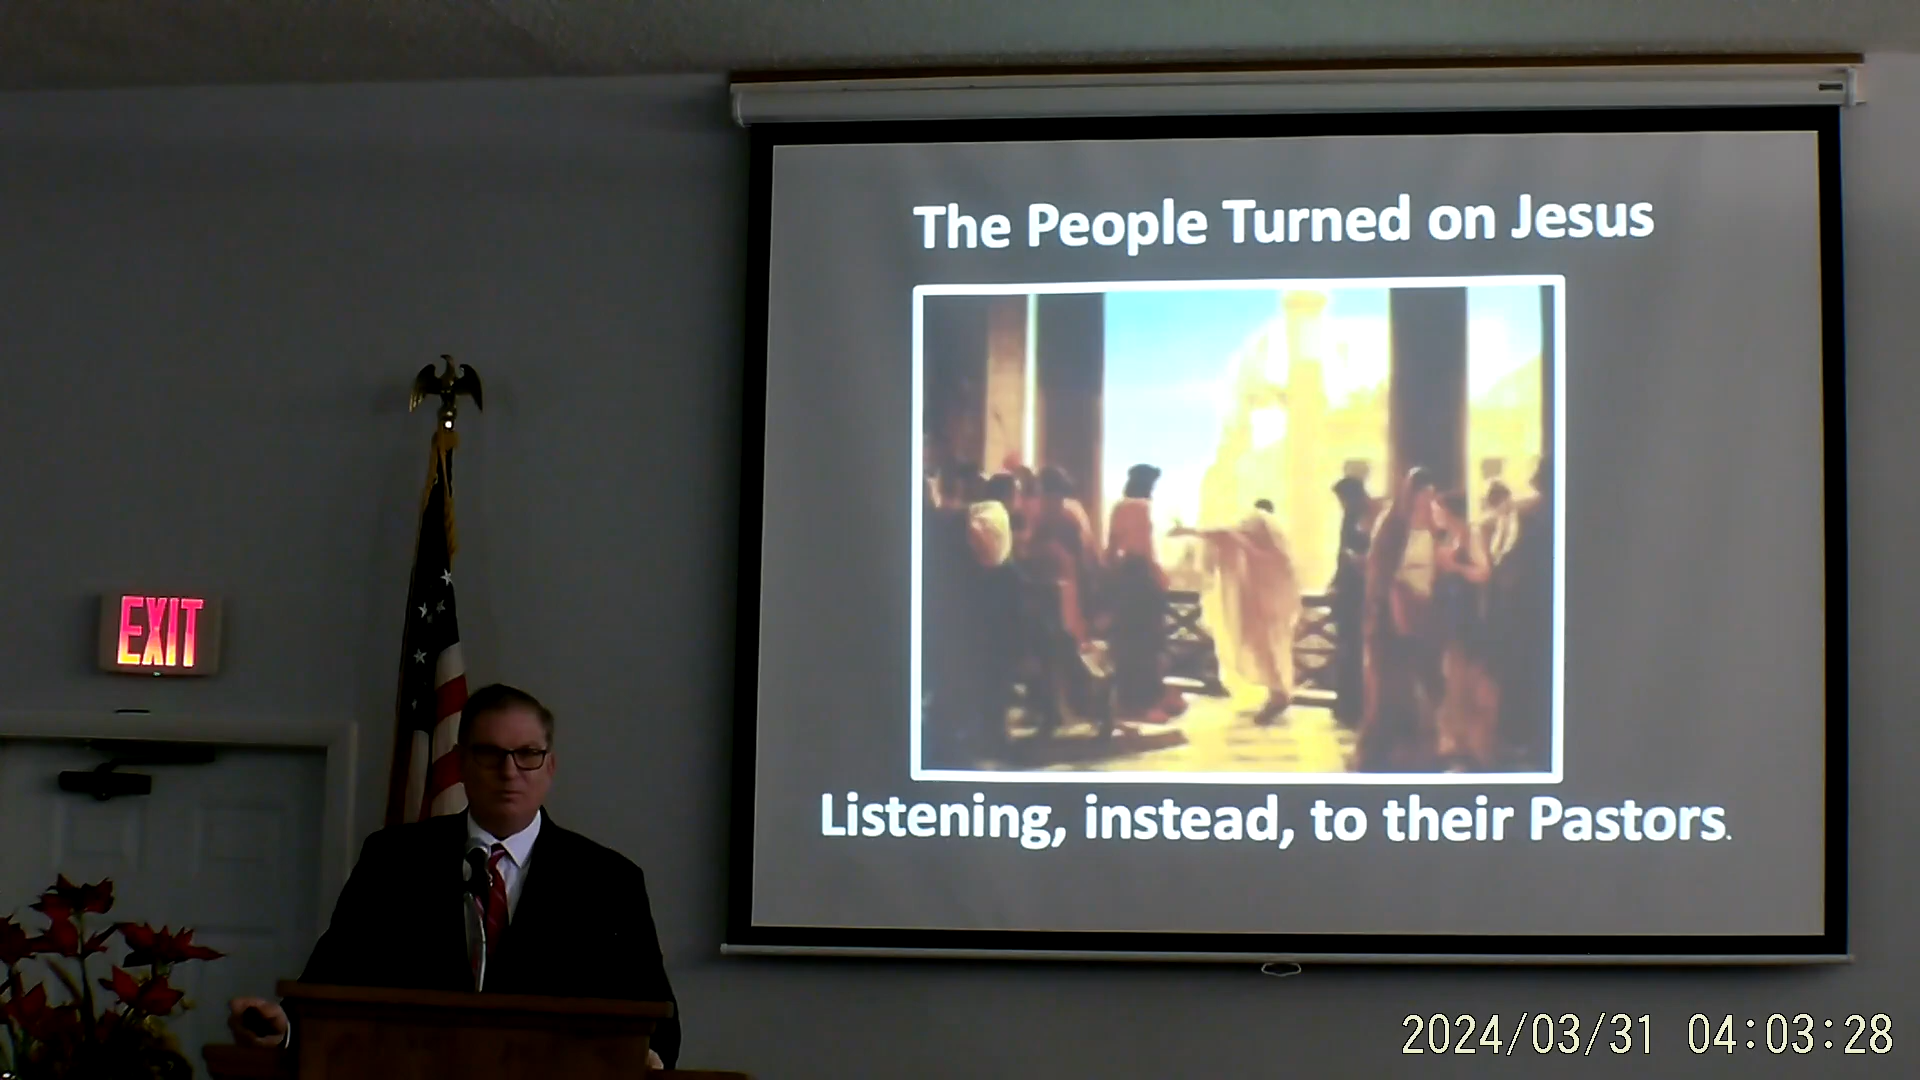 The People Turned on Jesus
EXIT
Listening, instead, to their Pastors.
2024/03/31 04:03:28